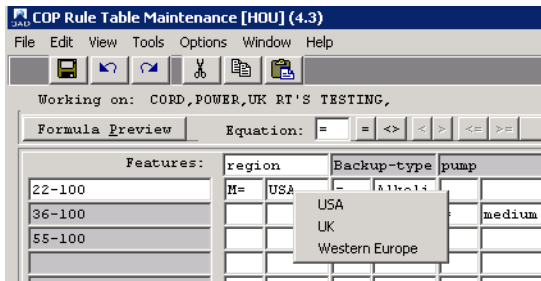 COP Rule Table Maintenance [HOU] (4.3)
File Edit View Tools Options Window Help
Working on: CORD,POWER,UK RT'S TESTING,
Formula Preview Equation: = = <> < > <= >=
Features: region Backup-type pump
22-100 M= USA = Alkali
36-100 = medium
55-100
USA
UK
Western Europe